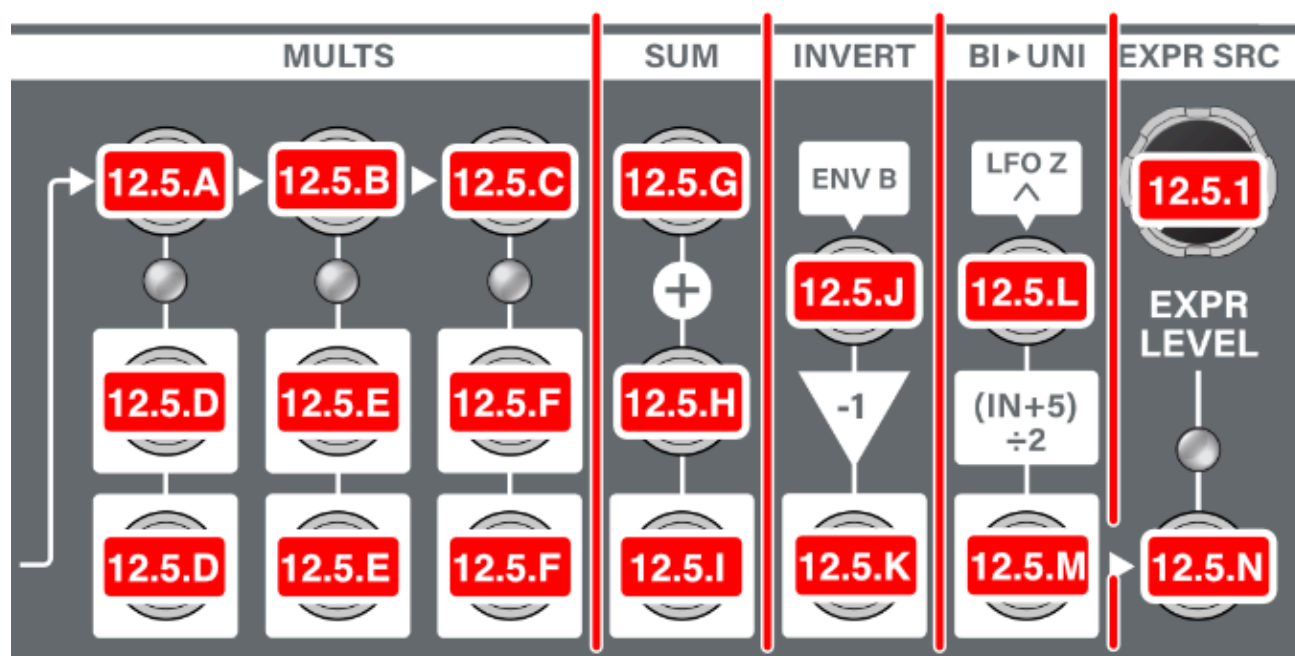 MULTS SUM INVERT BI▸UNI EXPR SRC
12.5.A 12.5.B 12.5.C 12.5.G ENV B LFO Z 12.5.1
+ 12.5.J 12.5.L
EXPR
LEVEL
12.5.D 12.5.E 12.5.F 12.5.H -1 (IN+5)
÷2
12.5.D 12.5.E 12.5.F 12.5.I 12.5.K 12.5.M 12.5.N